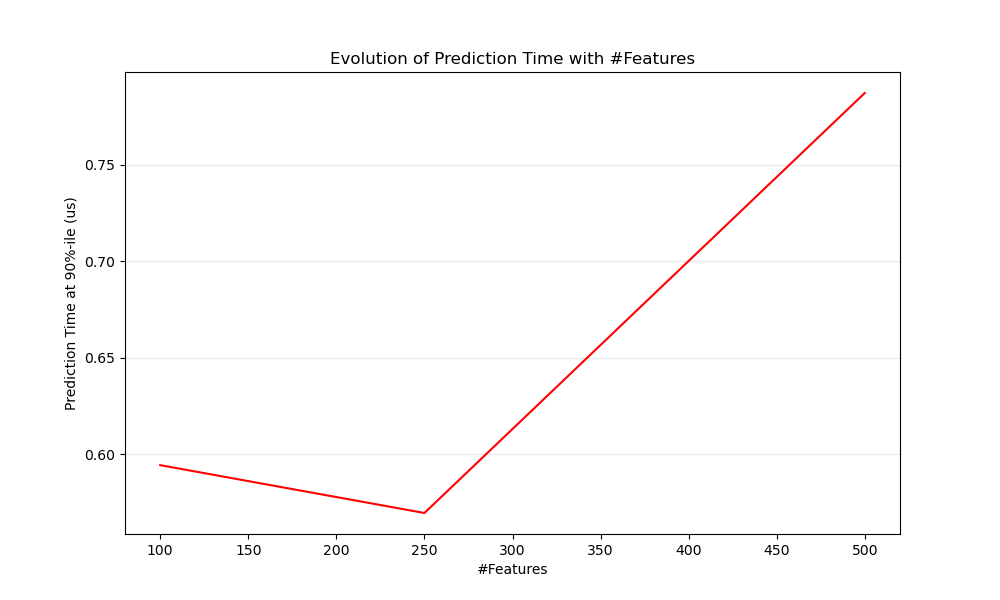 Evolution of Prediction Time with #Features
Prediction Time at 90%-ile (us)
0.75
0.70
0.65
0.60
100 150 200 250 300 350 400 450 500
#Features